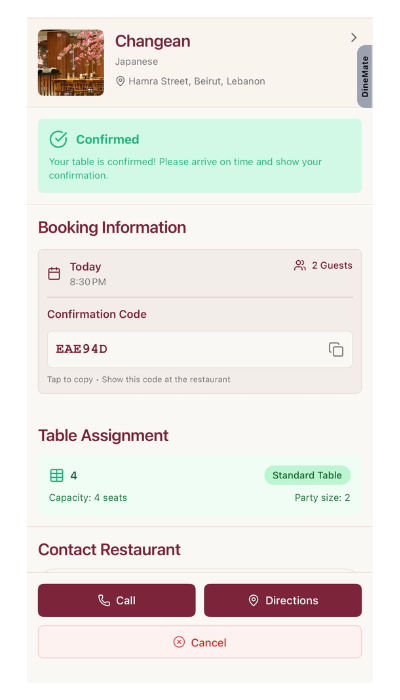 Changean
Japanese
Hamra Street, Beirut, Lebanon
DineMate
Confirmed
Your table is confirmed! Please arrive on time and show your
confirmation.
Booking Information
Today
2 Guests
8:30 PM
Confirmation Code
EAE94D
Tap to copy • Show this code at the restaurant
Table Assignment
4
Standard Table
Capacity: 4 seats
Party size: 2
Contact Restaurant
Call
Directions
Cancel